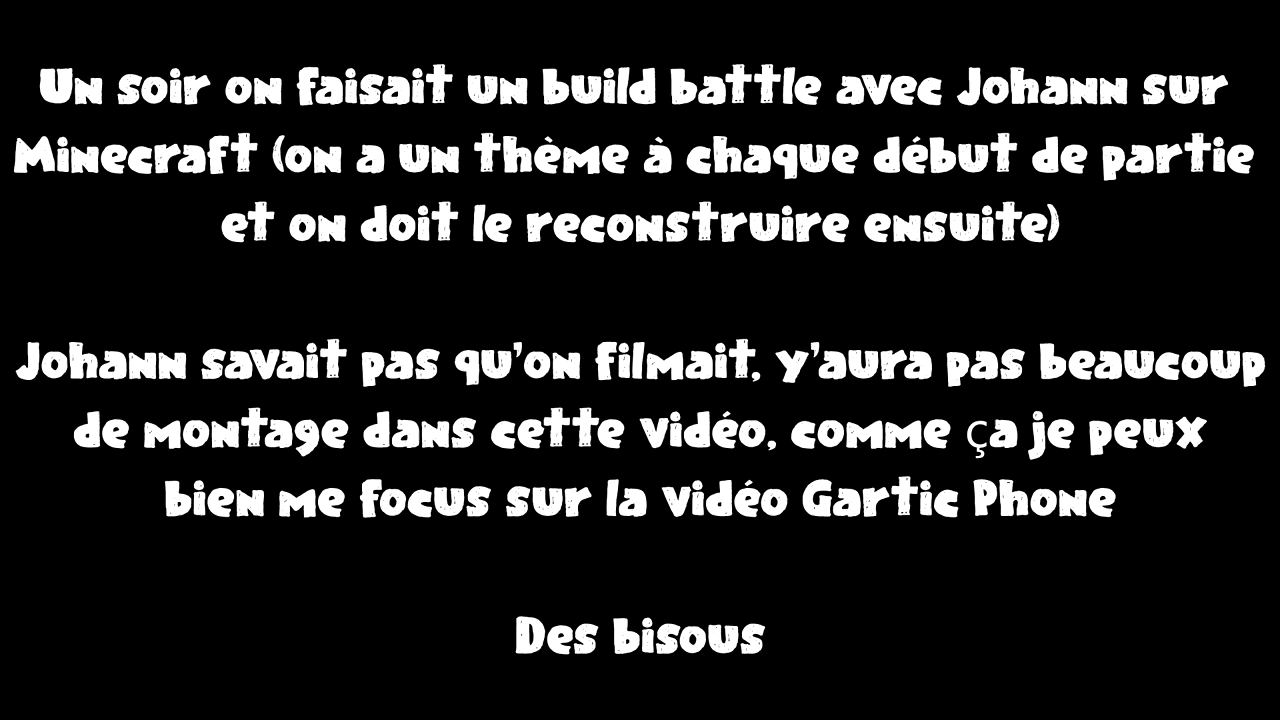 Un soir on faisait un build battle avec Johann sur
Minecraft (on a un thème à chaque début de partie
et on doit le reconstruire ensuite)
Johann savait pas qu'on filmait, y'aura pas beaucoup
de montage dans cette vidéo, comme ça je peux
bien me focus sur la vidéo Gartic Phone
Des bisous